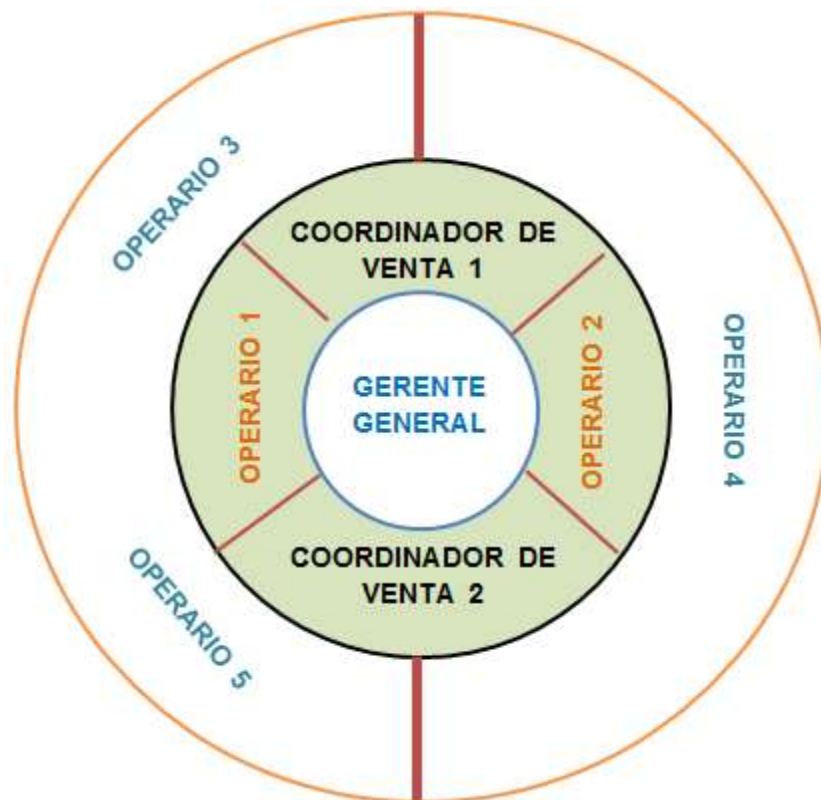 OPERARIO 3
COORDINADOR DE
VENTA 1
OPERARIO 1
GERENTE
GENERAL
OPERARIO 2
OPERARIO 4
COORDINADOR DE
VENTA 2
OPERARIO 5